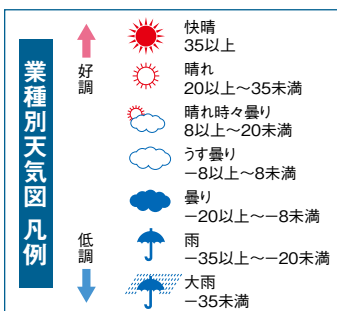 業種別天気図 凡例
好調
低調
快晴
35以上
晴れ
20以上〜35未満
晴れ時々曇り
8以上〜20未満
うす曇り
−8以上〜8未満
曇り
−20以上〜−8未満
雨
−35以上〜−20未満
大雨
−35未満